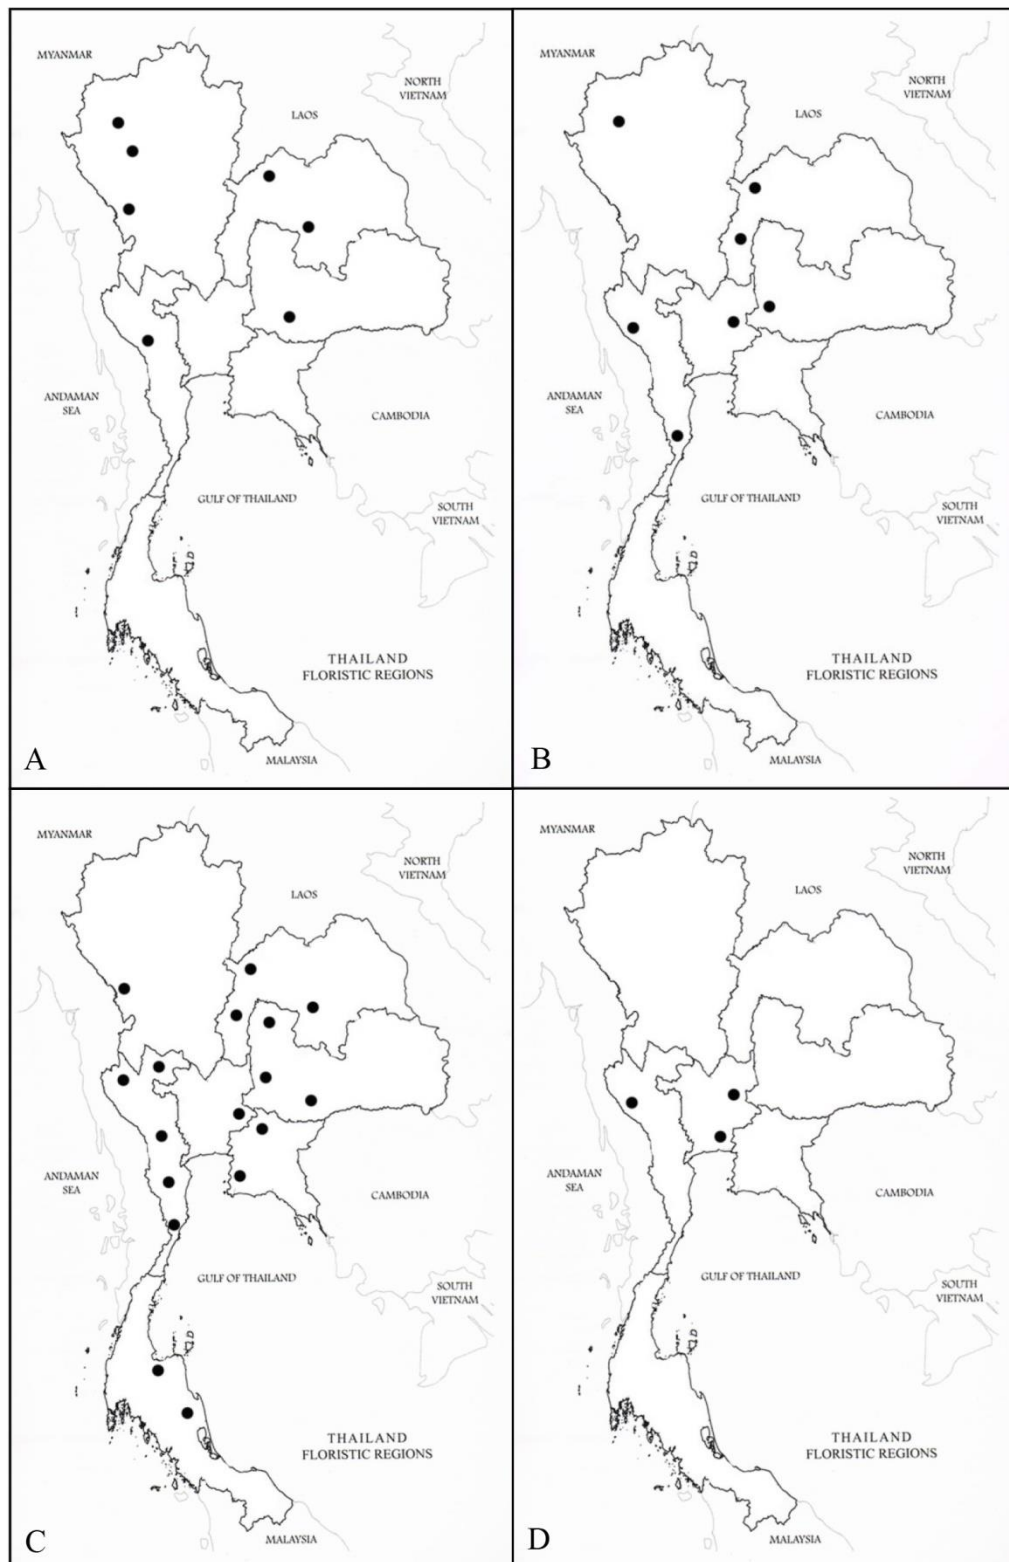 MYANMAR
NORTH
VIETNAM
LAOS
ANDAMAN
SEA
CAMBODIA
GULF OF THAILAND
SOUTH
VIETNAM
THAILAND
FLORISTIC REGIONS
MALAYSIA
A
MYANMAR
NORTH
VIETNAM
LAOS
ANDAMAN
SEA
CAMBODIA
GULF OF THAILAND
SOUTH
VIETNAM
THAILAND
FLORISTIC REGIONS
MALAYSIA
B
MYANMAR
NORTH
VIETNAM
LAOS
ANDAMAN
SEA
CAMBODIA
GULF OF THAILAND
SOUTH
VIETNAM
THAILAND
FLORISTIC REGIONS
MALAYSIA
C
MYANMAR
NORTH
VIETNAM
LAOS
ANDAMAN
SEA
CAMBODIA
GULF OF THAILAND
SOUTH
VIETNAM
THAILAND
FLORISTIC REGIONS
MALAYSIA
D